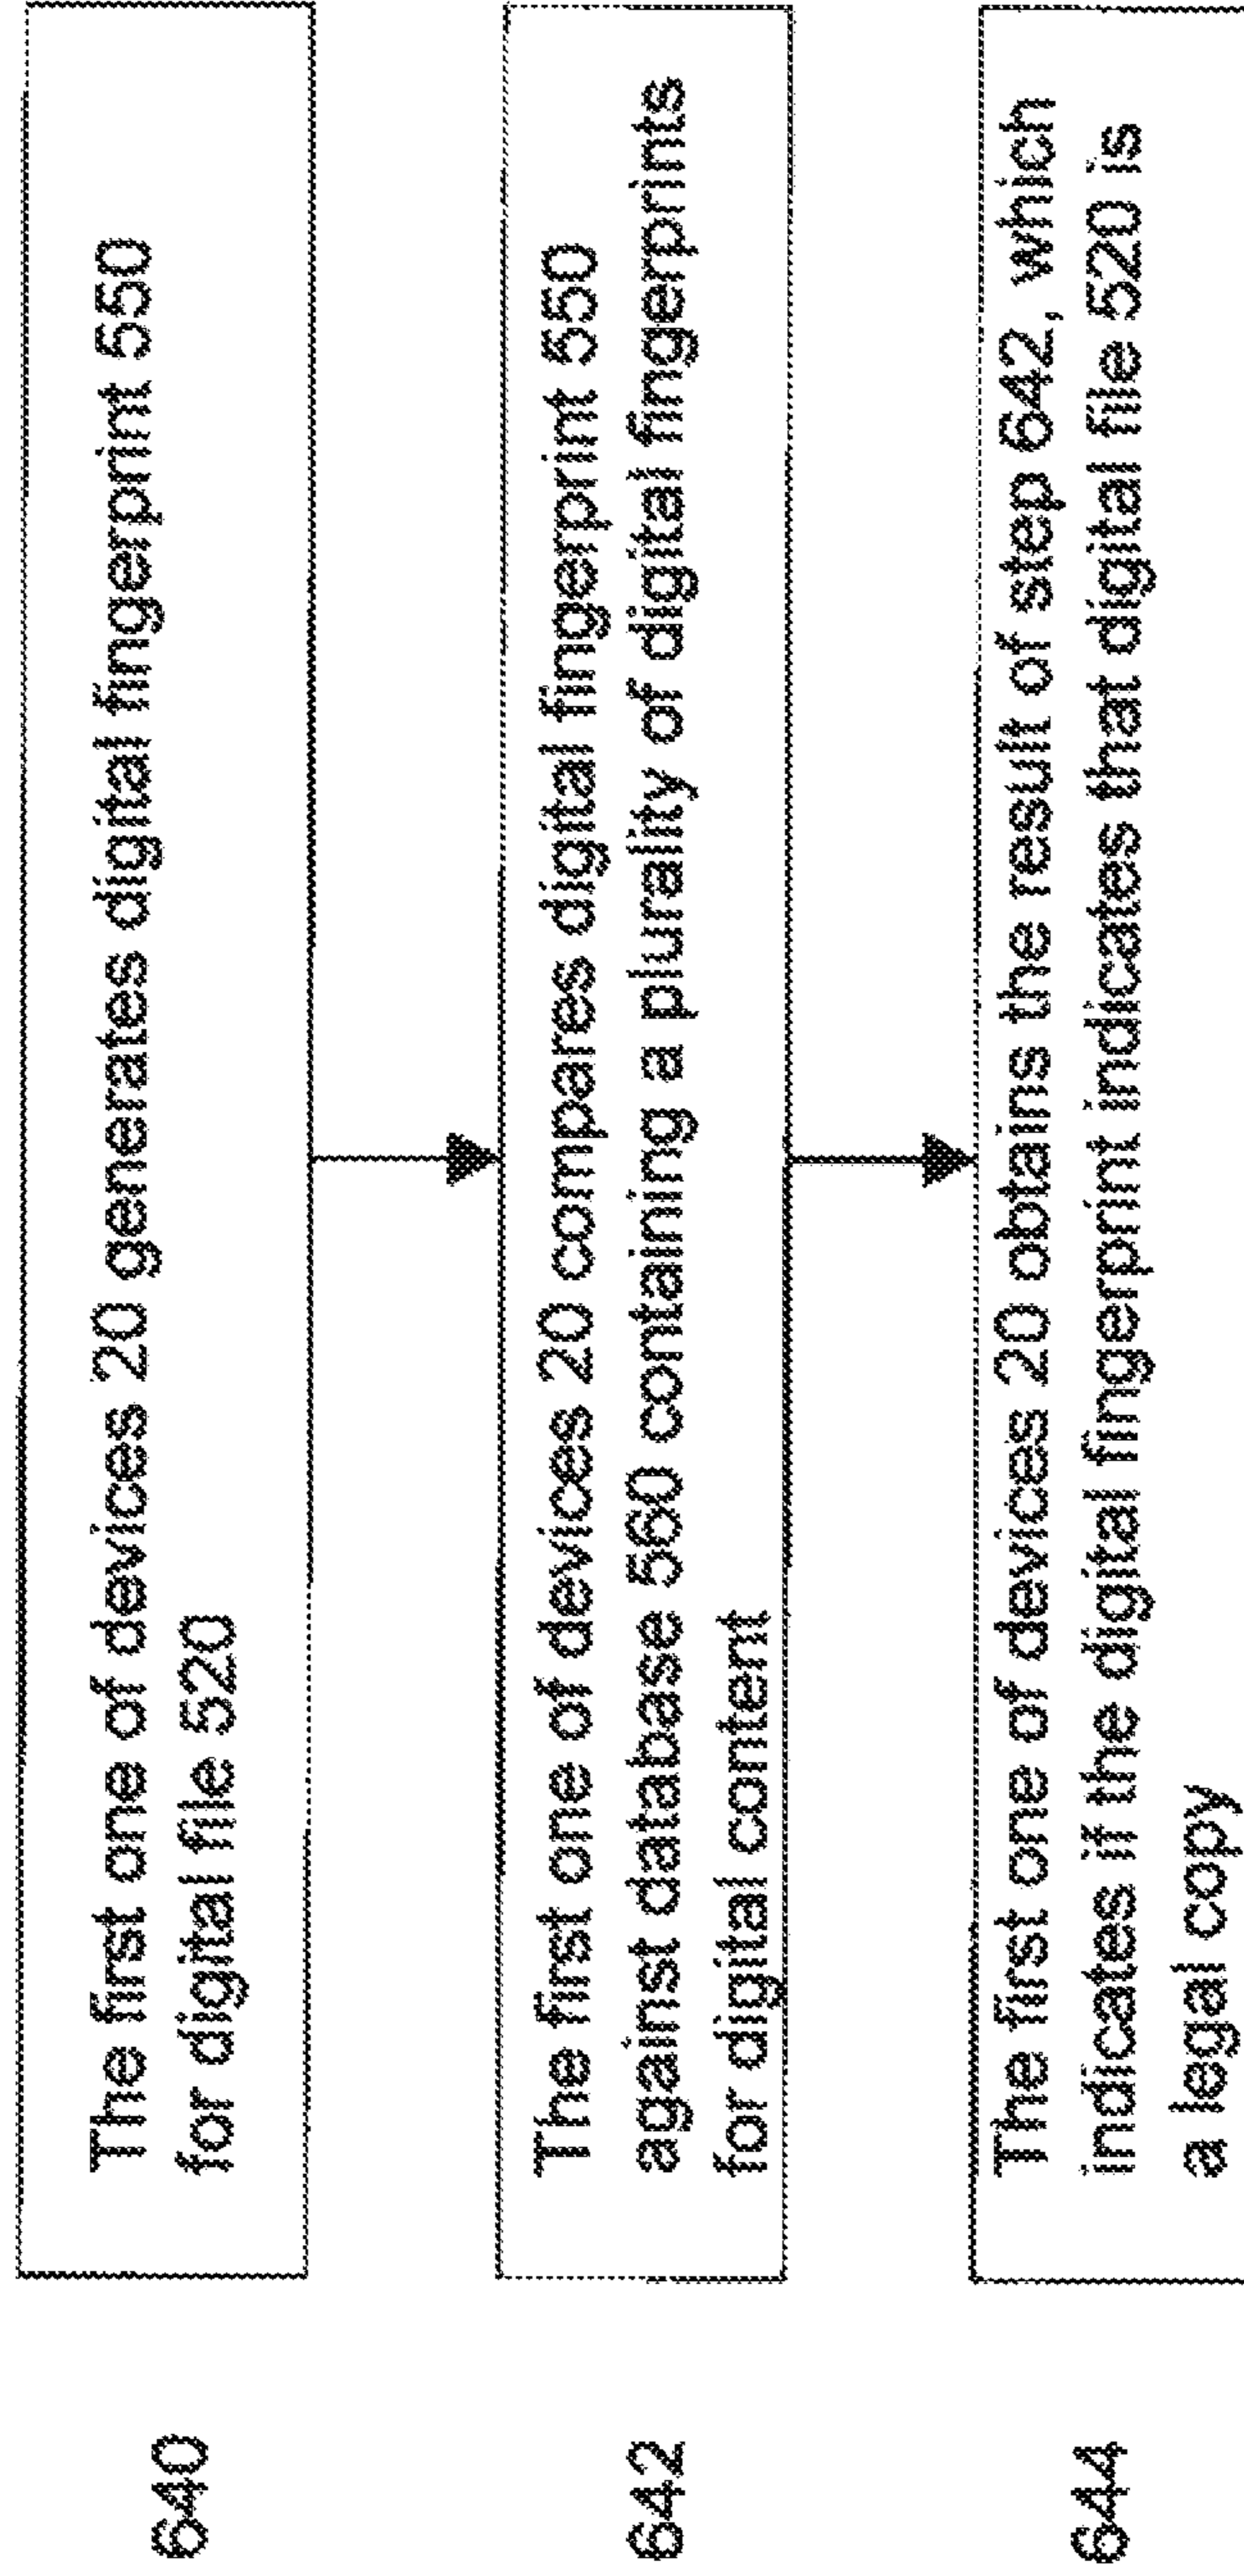 640
The first one of devices 20 generates digital fingerprint 550
for digital file 520
642
The first one of devices 20 compares digital fingerprint 550
against database 560 containing a plurality of digital fingerprints
for digital content
644
The first one of devices 20 obtains the result of step 642, which
indicates if the digital fingerprint indicates that digital file 520 is
a legal copy